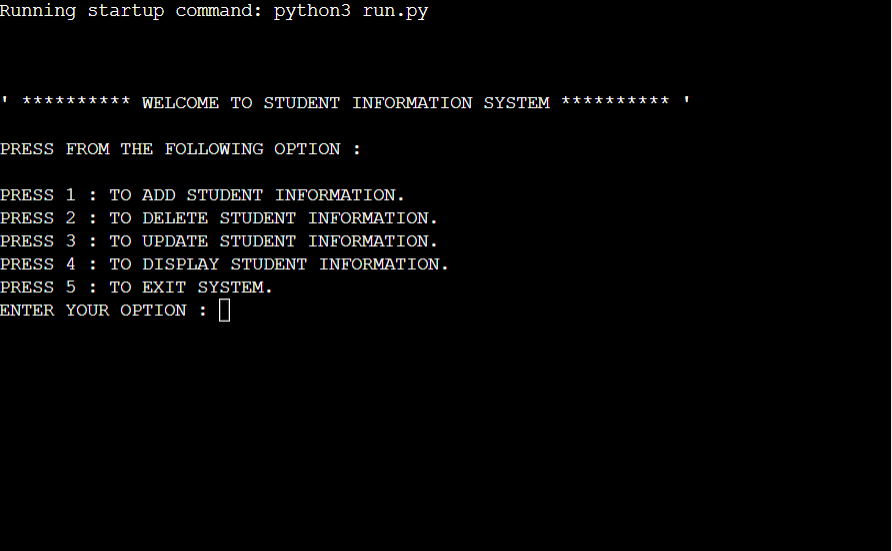 Running startup command: python3 run.py
' ********** WELCOME TO STUDENT INFORMATION SYSTEM ********** '
PRESS FROM THE FOLLOWING OPTION :
PRESS 1 : TO ADD STUDENT INFORMATION.
PRESS 2 : TO DELETE STUDENT INFORMATION.
PRESS 3 : TO UPDATE STUDENT INFORMATION.
PRESS 4 : TO DISPLAY STUDENT INFORMATION.
PRESS 5 : TO EXIT SYSTEM.
ENTER YOUR OPTION :